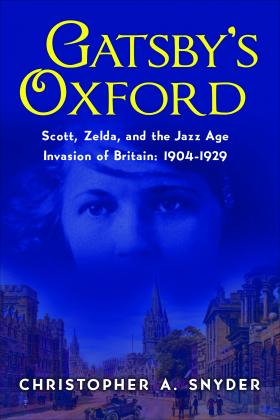 GATSBY'S
OXFORD
Scott, Zelda, and the Jazz Age
Invasion of Britain: 1904-1929
CHRISTOPHER A. SNYDER